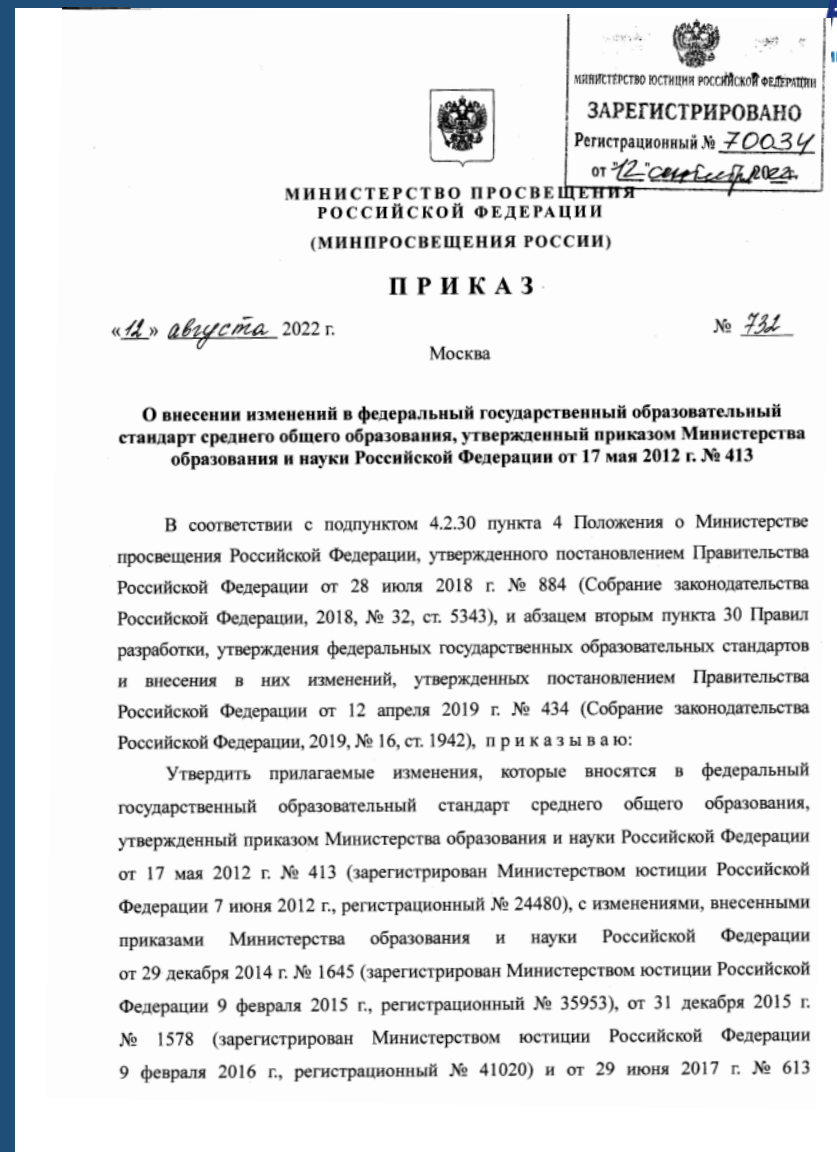 МИНИСТЕРСТВО ЮСТИЦИИ РОССИЙСКОЙ ФЕДЕРАЦИИ
ЗАРЕГИСТРИРОВАНО
Регистрационный № 70034
от "12" сентября 2022.
МИНИСТЕРСТВО ПРОСВЕЩЕНИЯ
РОССИЙСКОЙ ФЕДЕРАЦИИ
(МИНПРОСВЕЩЕНИЯ РОССИИ)
П Р И К А З
«12» августа 2022 г.
№ 732
Москва
О внесении изменений в федеральный государственный образовательный
стандарт среднего общего образования, утвержденный приказом Министерства
образования и науки Российской Федерации от 17 мая 2012 г. № 413
В соответствии с подпунктом 4.2.30 пункта 4 Положения о Министерстве
просвещения Российской Федерации, утвержденного постановлением Правительства
Российской Федерации от 28 июля 2018 г. № 884 (Собрание законодательства
Российской Федерации, 2018, № 32, ст. 5343), и абзацем вторым пункта 30 Правил
разработки, утверждения федеральных государственных образовательных стандартов
и внесения в них изменений, утвержденных постановлением Правительства
Российской Федерации от 12 апреля 2019 г. № 434 (Собрание законодательства
Российской Федерации, 2019, № 16, ст. 1942), п р и к а з ы в а ю:
Утвердить прилагаемые изменения, которые вносятся в федеральный
государственный образовательный стандарт среднего общего образования,
утвержденный приказом Министерства образования и науки Российской Федерации
от 17 мая 2012 г. № 413 (зарегистрирован Министерством юстиции Российской
Федерации 7 июня 2012 г., регистрационный № 24480), с изменениями, внесенными
приказами Министерства образования и науки Российской Федерации
от 29 декабря 2014 г. № 1645 (зарегистрирован Министерством юстиции Российской
Федерации 9 февраля 2015 г., регистрационный № 35953), от 31 декабря 2015 г.
№ 1578 (зарегистрирован Министерством юстиции Российской Федерации
9 февраля 2016 г., регистрационный № 41020) и от 29 июня 2017 г. № 613